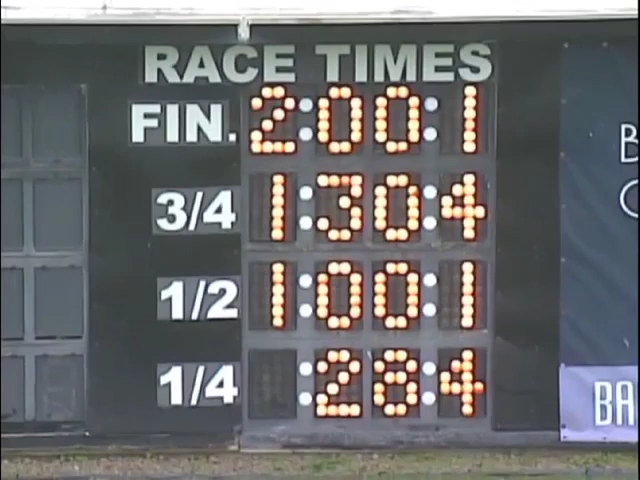 RACE TIMES
FIN. 2:00:1
3/4 1:30:4
1/2 1:00:1
1/4 :28:4
BA